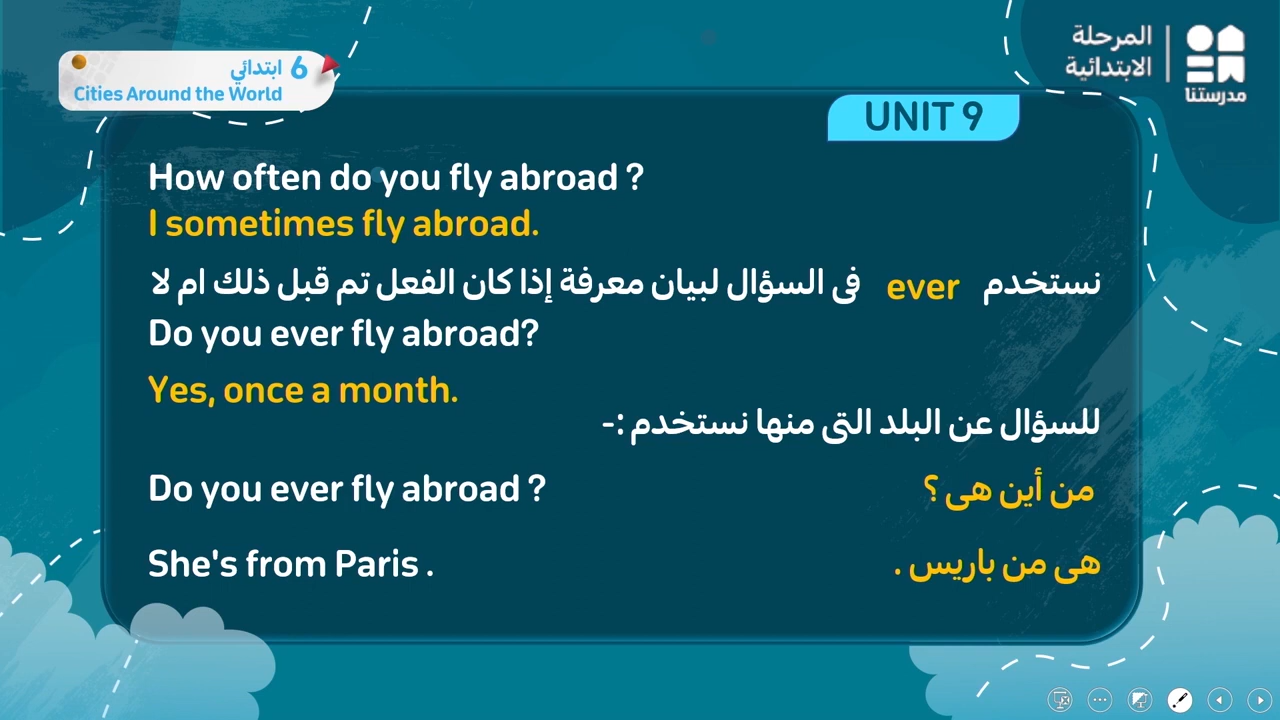 المرحلة
الابتدائية
مدرستنا
6 ابتدائي
Cities Around the World
UNIT 9
How often do you fly abroad ?
I sometimes fly abroad.
نستخدم ever فى السؤال لبيان معرفة إذا كان الفعل تم قبل ذلك ام لا
Do you ever fly abroad?
Yes, once a month.
للسؤال عن البلد التى منها نستخدم :-
Do you ever fly abroad ?
من أين هى ؟
She's from Paris .
هى من باريس .